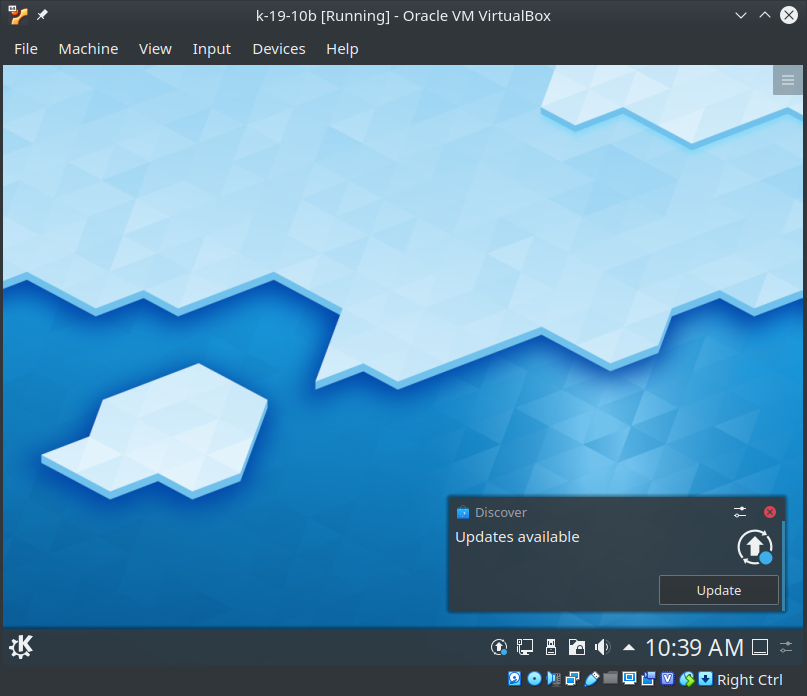 k-19-10b [Running] - Oracle VM VirtualBox
File Machine View Input Devices Help
Discover
Updates available
Update
10:39 AM
Right Ctrl